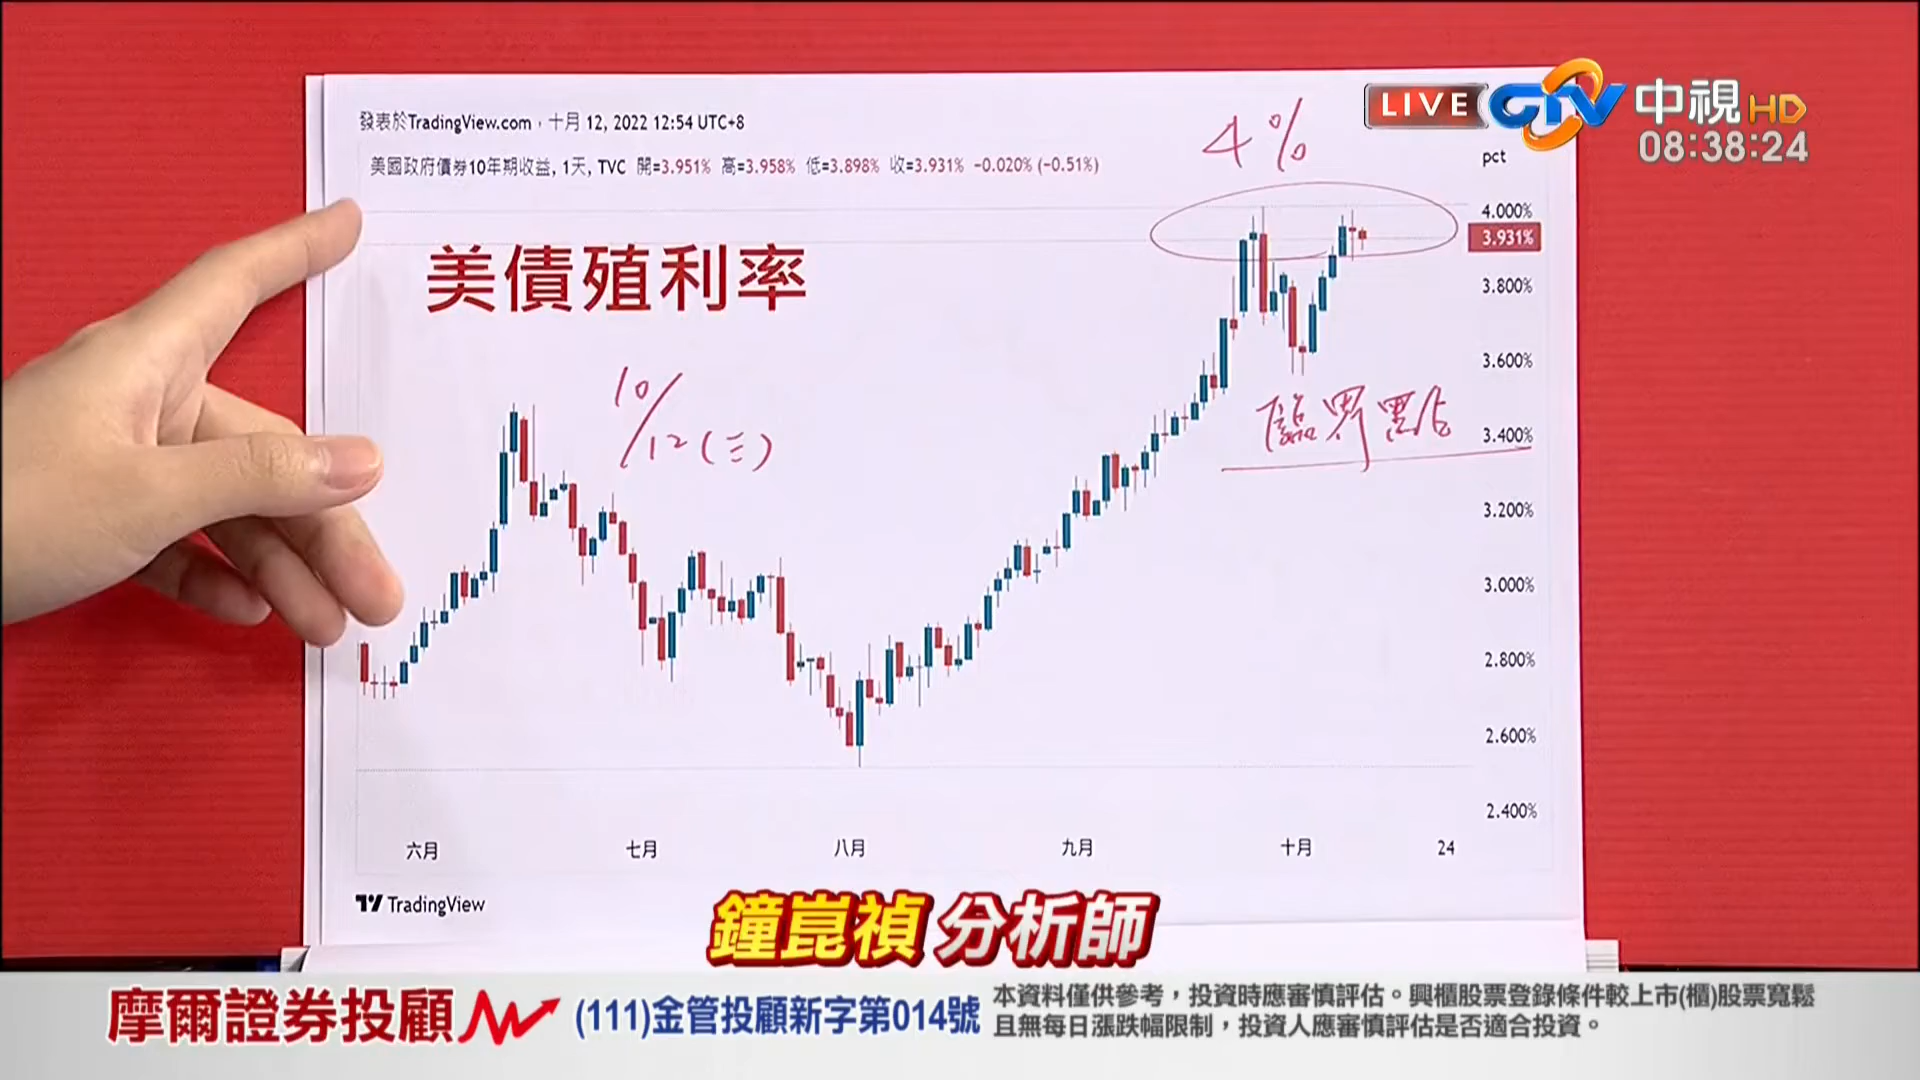 發表於TradingView.com，十月 12, 2022 12:54 UTC+8
美國政府債券10年期收益, 1天, TVC 開=3.951% 高=3.958% 低=3.898% 收=3.931% −0.020% (−0.51%)
4%
LIVE CTV 中視HD
08:38:24
pct
美債殖利率
4.000%
3.931%
3.800%
3.600%
3.400%
3.200%
3.000%
2.800%
2.600%
2.400%
10/12(三)
臨界點
六月 七月 八月 九月 十月 24
TradingView
鐘崑禎 分析師
摩爾證券投顧 (111)金管投顧新字第014號
本資料僅供參考，投資時應審慎評估。興櫃股票登錄條件較上市(櫃)股票寬鬆
且無每日漲跌幅限制，投資人應審慎評估是否適合投資。